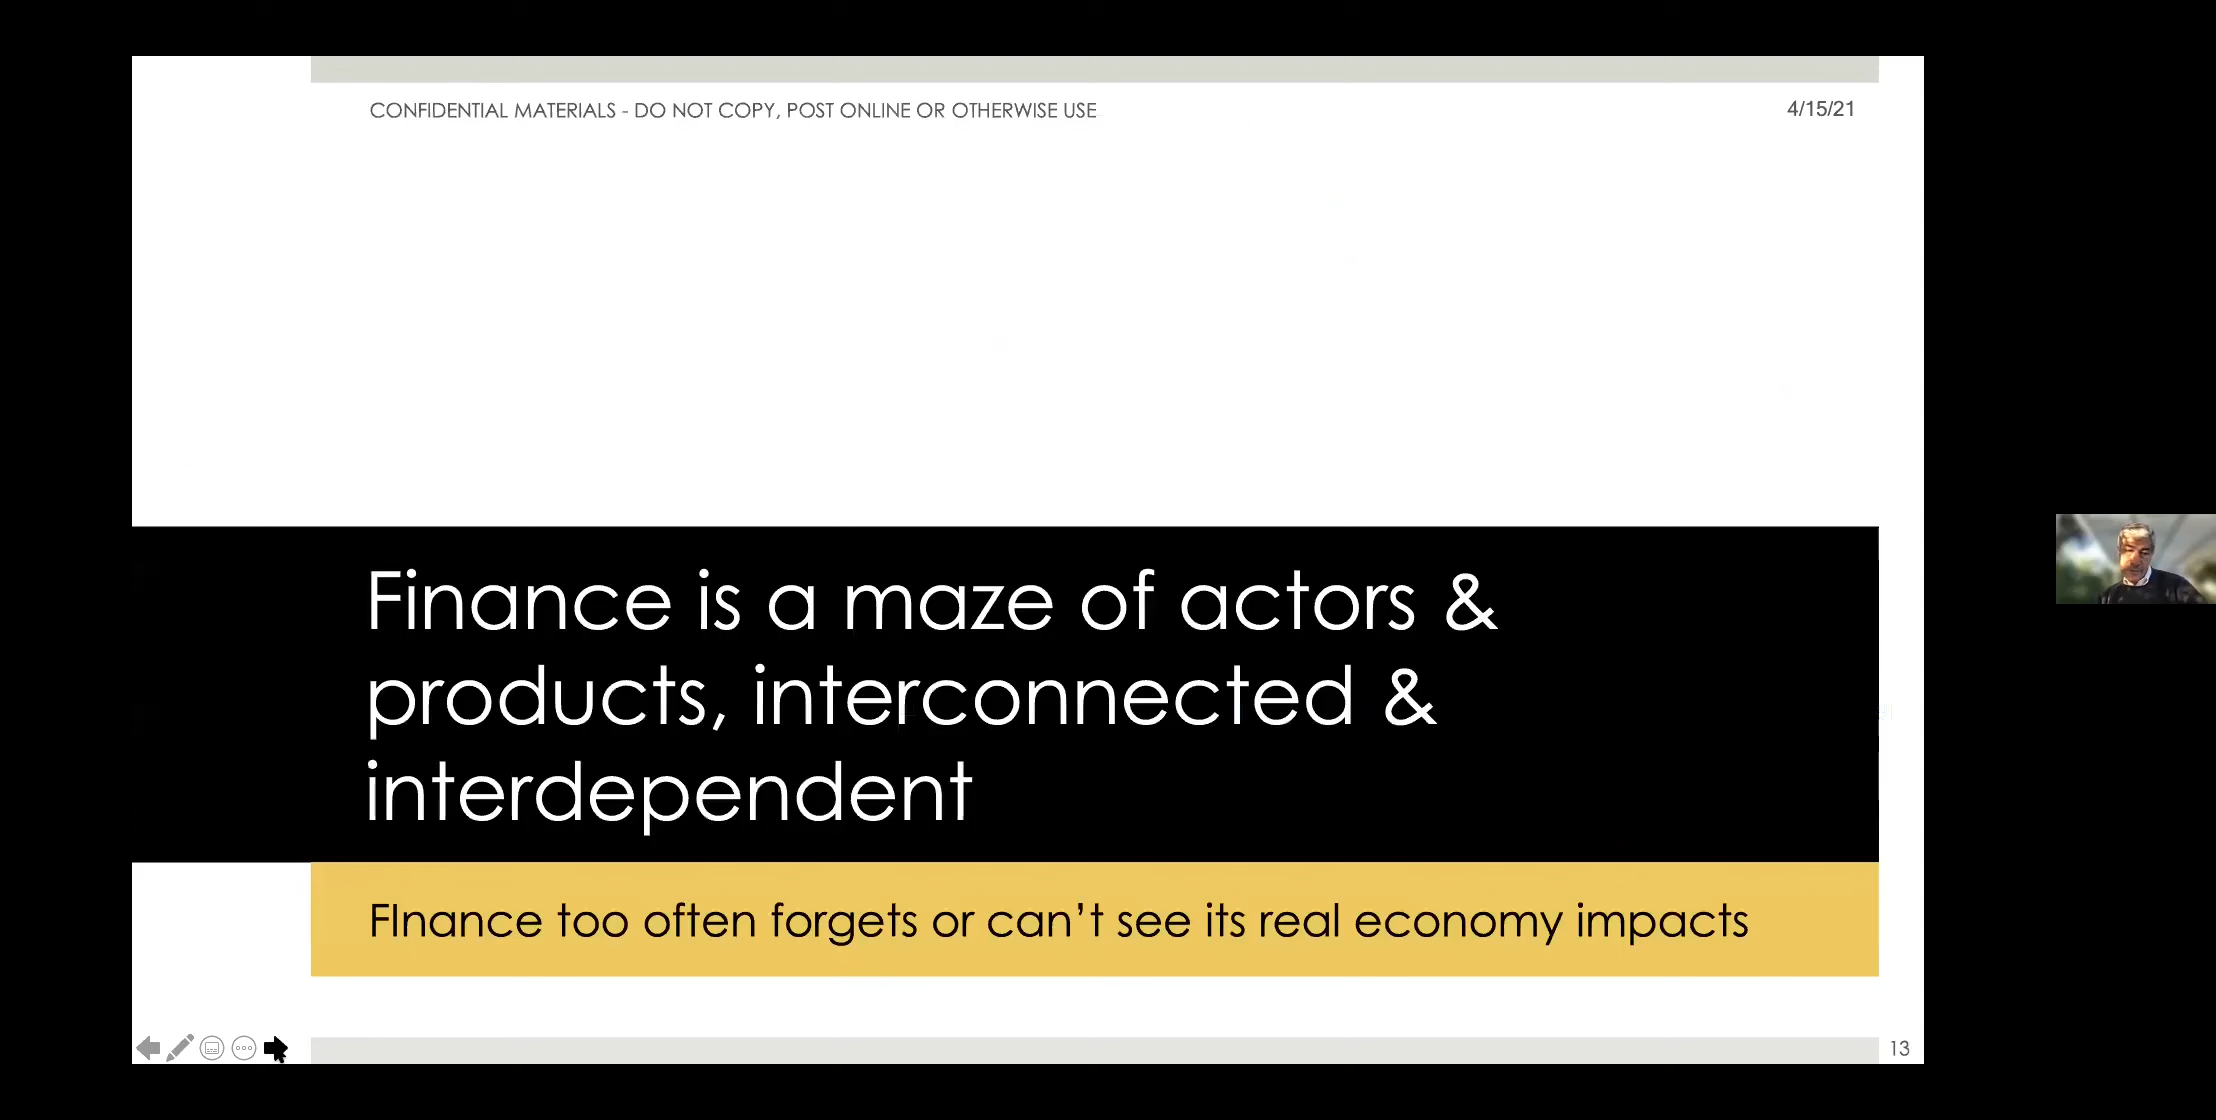 CONFIDENTIAL MATERIALS - DO NOT COPY, POST ONLINE OR OTHERWISE USE
4/15/21
Finance is a maze of actors &
products, interconnected &
interdependent
FInance too often forgets or can’t see its real economy impacts
13